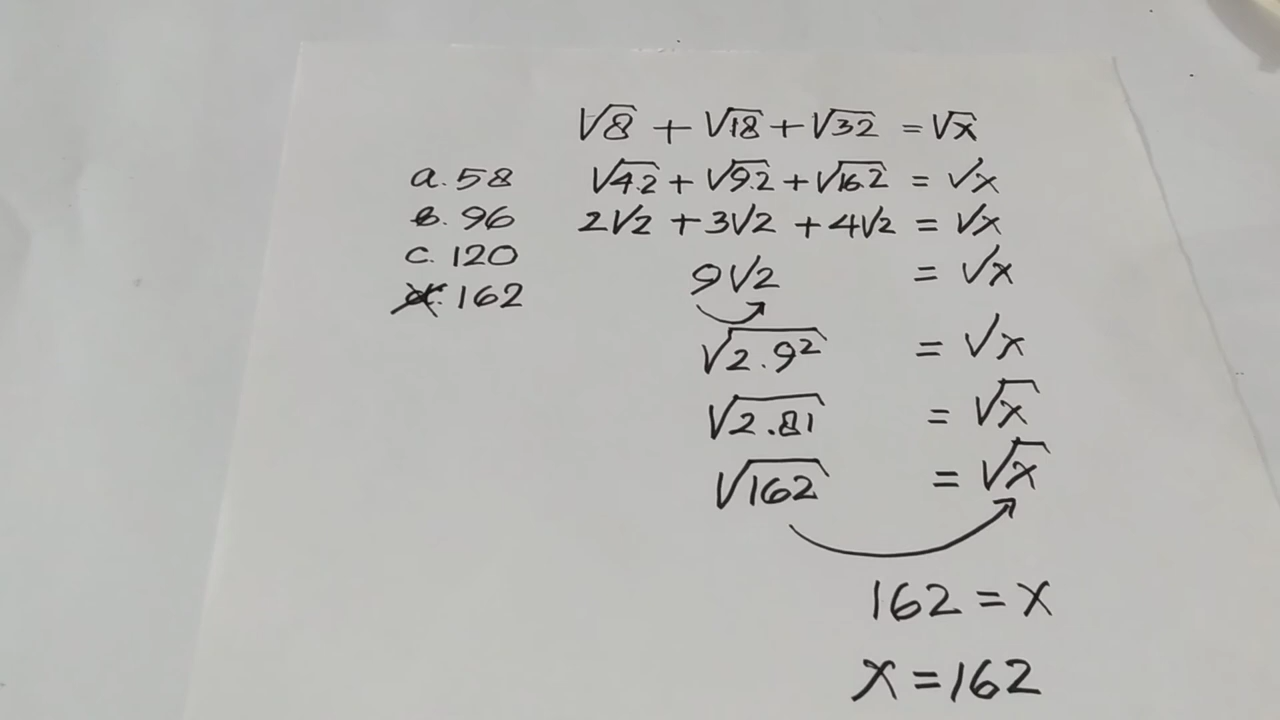 √8 + √18 + √32 = √x
a. 58 √4.2 + √9.2 + √16.2 = √x
b. 96 2√2 + 3√2 + 4√2 = √x
c. 120 9√2 = √x
d. 162
√2.9² = √x
√2.81 = √x
√162 = √x
162 = x
x = 162